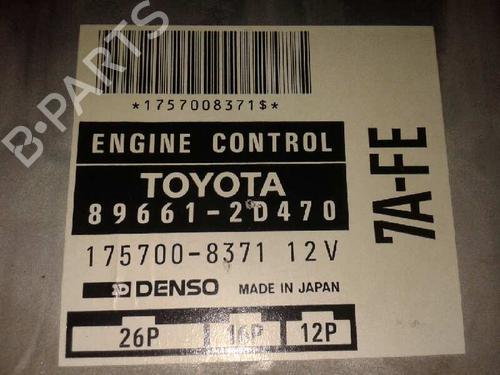 *1757008371$*
ENGINE CONTROL
TOYOTA
89661-2D470
175700-8371 12V
DENSO MADE IN JAPAN
26P 16P 12P
7A-FE
B-PARTS